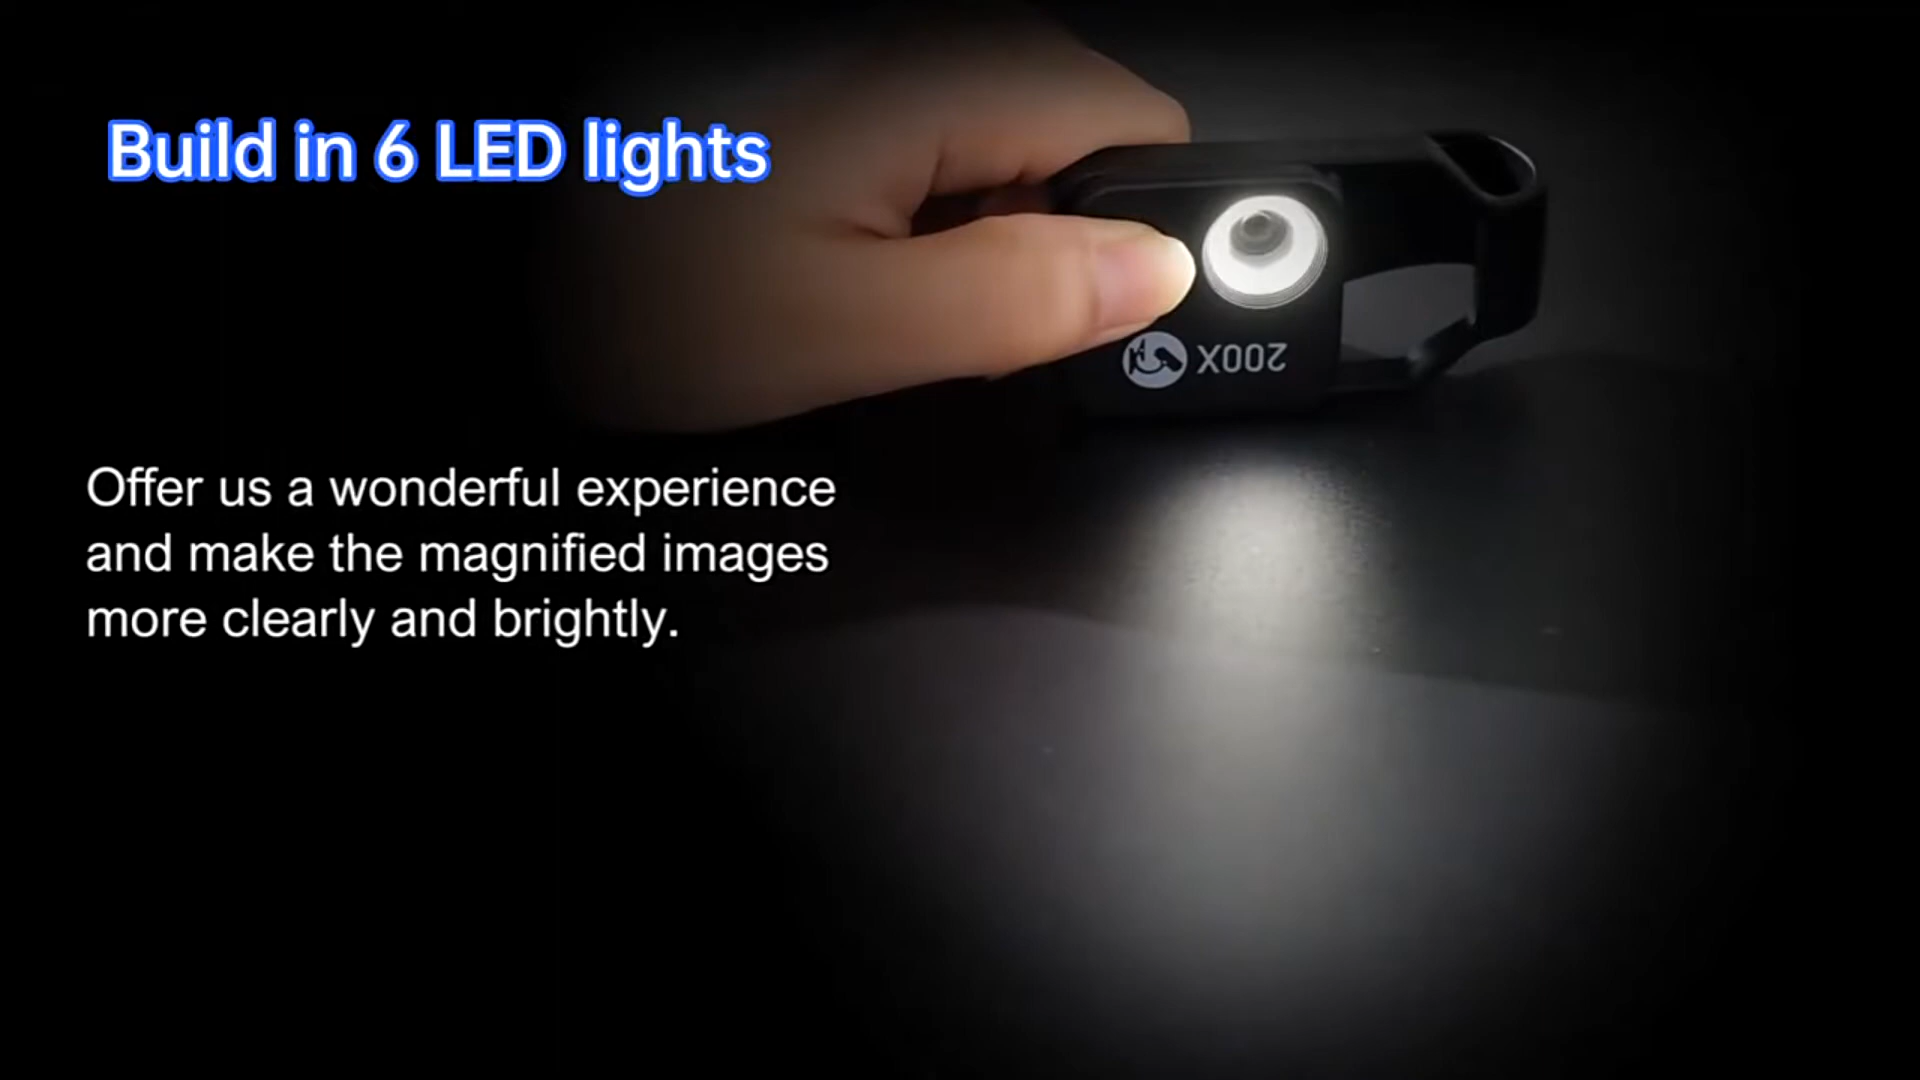 Build in 6 LED lights
200X
Offer us a wonderful experience
and make the magnified images
more clearly and brightly.